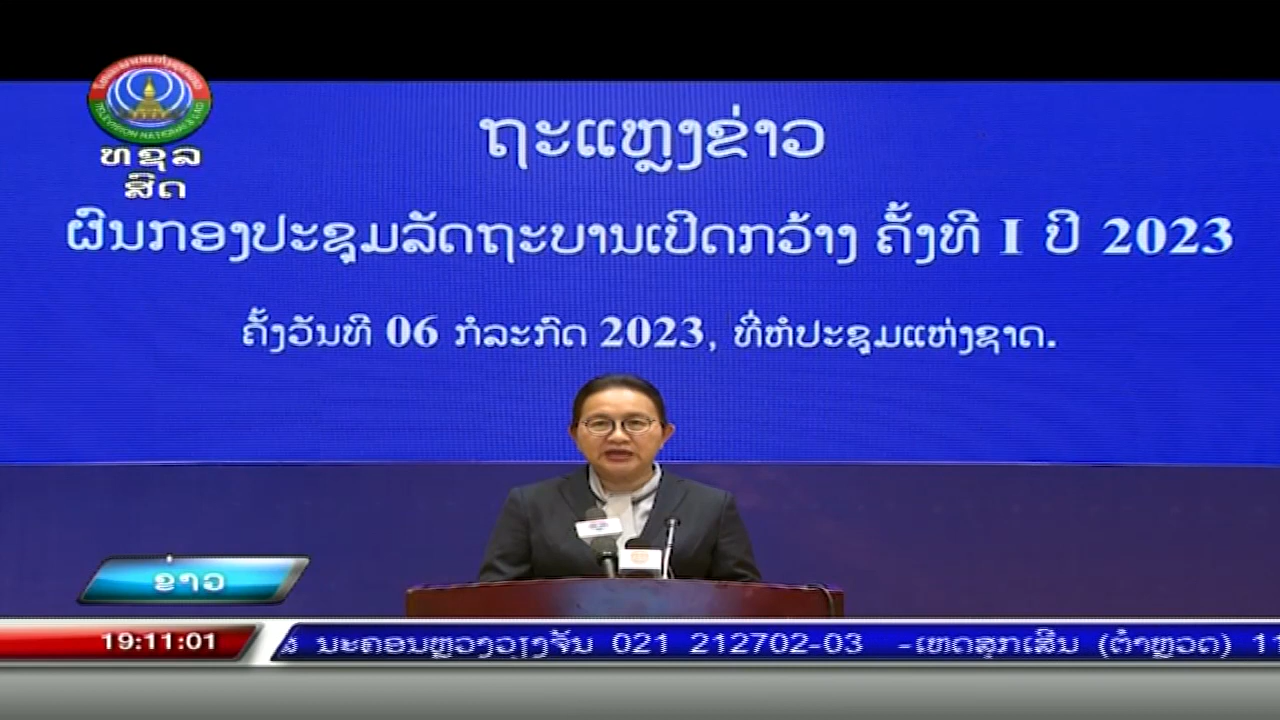 ຖະແຫຼງຂ່າວ
ຜົນກອງປະຊຸມລັດຖະບານເປີດກວ້າງ ຄັ້ງທີ I ປີ 2023
ຄັ້ງວັນທີ 06 ກໍລະກົດ 2023, ທີ່ຫໍປະຊຸມແຫ່ງຊາດ.
ທຊລ
ສົດ
ຂ່າວ
19:11:01
ນະຄອນຫຼວງວຽງຈັນ 021 212702-03 -ເຫດສຸກເສີນ (ຕຳຫຼວດ)